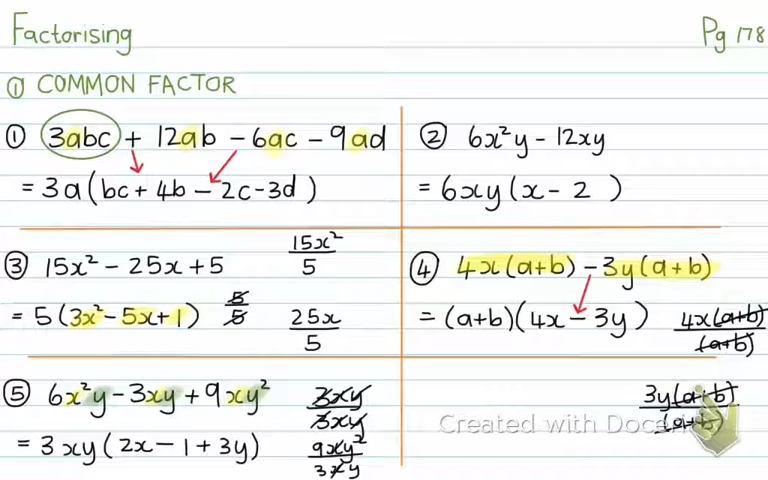 Factorising
Pg 178
① COMMON FACTOR
① 3abc + 12ab - 6ac - 9ad
= 3a(bc + 4b - 2c - 3d)
② 6x²y - 12xy
= 6xy(x - 2 )
③ 15x² - 25x + 5
15x²/5
= 5(3x² - 5x + 1)
5/5
25x/5
④ 4x(a+b) - 3y(a+b)
= (a+b)(4x - 3y)
4x(a+b)/(a+b)
3y(a+b)/(a+b)
⑤ 6x²y - 3xy + 9xy²
3xy/3xy
= 3xy(2x - 1 + 3y)
9xy²/3xy
Created with Doce